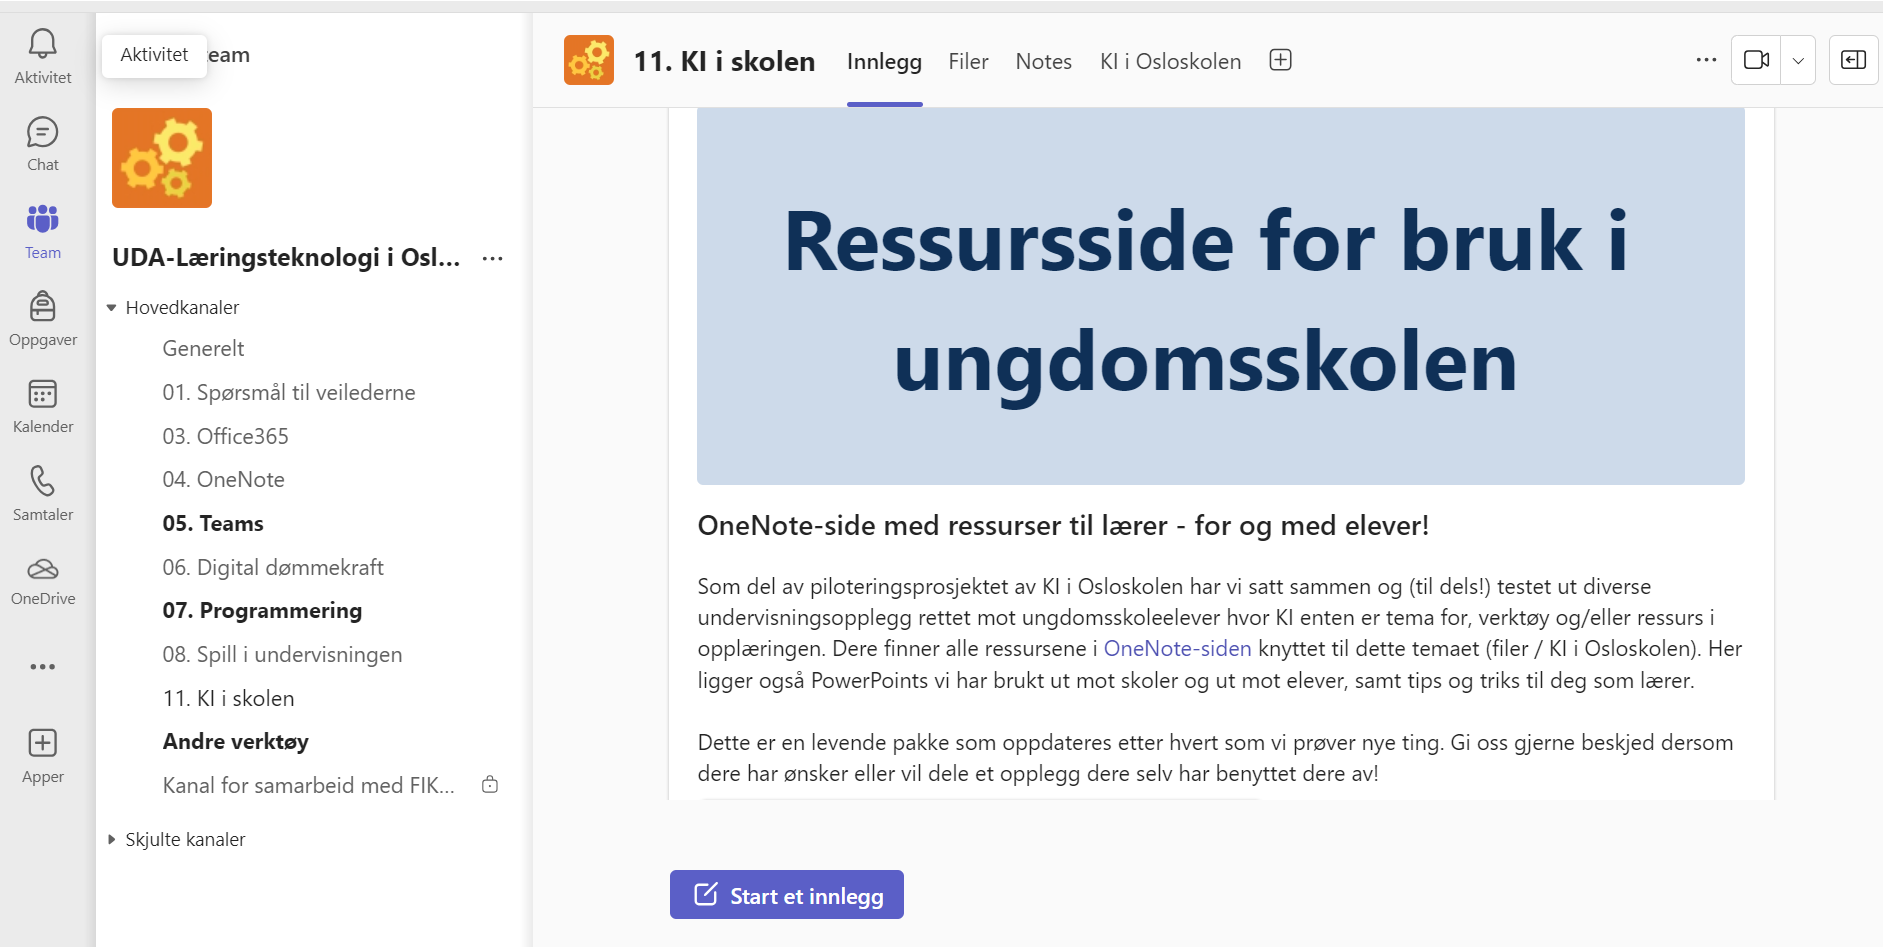 Aktivitet
Chat
Team
Oppgaver
Kalender
Samtaler
OneDrive
Apper
Aktivitet
team
UDA-Læringsteknologi i Osl...
Hovedkanaler
Generelt
01. Spørsmål til veilederne
03. Office365
04. OneNote
05. Teams
06. Digital dømmekraft
07. Programmering
08. Spill i undervisningen
11. KI i skolen
Andre verktøy
Kanal for samarbeid med FIK...
Skjulte kanaler
11. KI i skolen Innlegg Filer Notes KI i Osloskolen
Ressursside for bruk i
ungdomsskolen
OneNote-side med ressurser til lærer - for og med elever!
Som del av piloteringsprosjektet av KI i Osloskolen har vi satt sammen og (til dels!) testet ut diverse
undervisningsopplegg rettet mot ungdomsskoleelever hvor KI enten er tema for, verktøy og/eller ressurs i
opplæringen. Dere finner alle ressursene i OneNote-siden knyttet til dette temaet (filer / KI i Osloskolen). Her
ligger også PowerPoints vi har brukt ut mot skoler og ut mot elever, samt tips og triks til deg som lærer.
Dette er en levende pakke som oppdateres etter hvert som vi prøver nye ting. Gi oss gjerne beskjed dersom
dere har ønsker eller vil dele et opplegg dere selv har benyttet dere av!
Start et innlegg